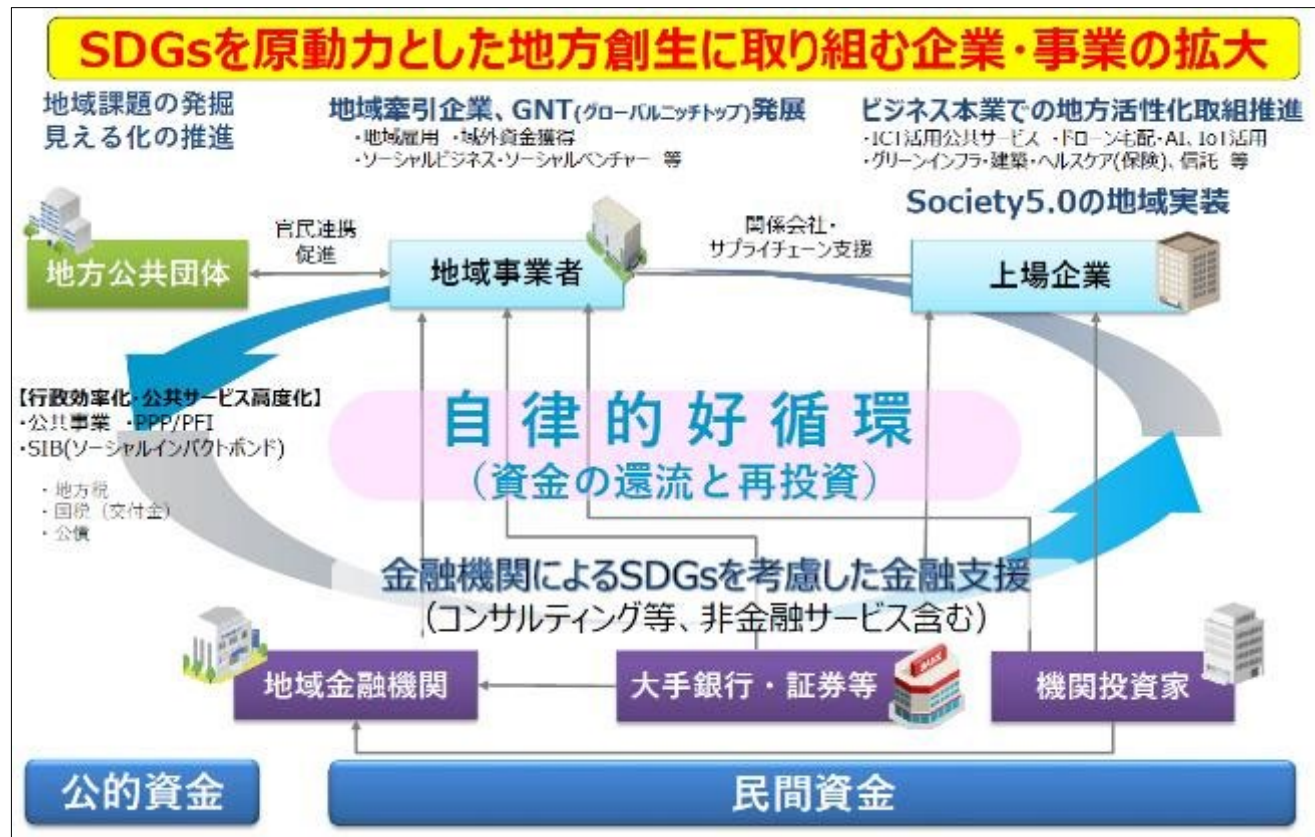 SDGsを原動力とした地方創生に取り組む企業・事業の拡大
地域課題の発掘
見える化の推進
地域牽引企業、GNT(グローバルニッチトップ)発展
・地域雇用 ・域外資金獲得
・ソーシャルビジネス・ソーシャルベンチャー 等
ビジネス本業での地方活性化取組推進
・ICT活用公共サービス ・ドローン宅配・AI、IoT活用
・グリーンインフラ・建築・ヘルスケア(保険)、信託 等
Society5.0の地域実装
地方公共団体
官民連携
促進
地域事業者
関係会社・
サプライチェーン支援
上場企業
【行政効率化・公共サービス高度化】
・公共事業 ・PPP/PFI
・SIB(ソーシャルインパクトボンド)
・地方税
・国税（交付金）
・公債
自律的好循環
（資金の還流と再投資）
金融機関によるSDGsを考慮した金融支援
（コンサルティング等、非金融サービス含む）
地域金融機関
大手銀行・証券等
機関投資家
公的資金
民間資金